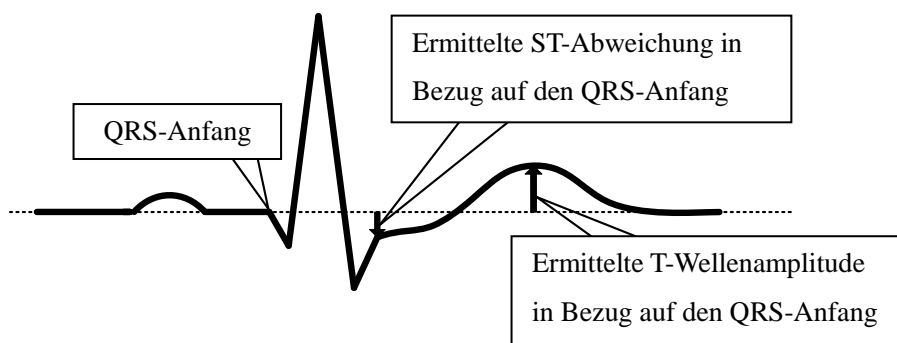 Ermittelte ST-Abweichung in
Bezug auf den QRS-Anfang
QRS-Anfang
Ermittelte T-Wellenamplitude
in Bezug auf den QRS-Anfang